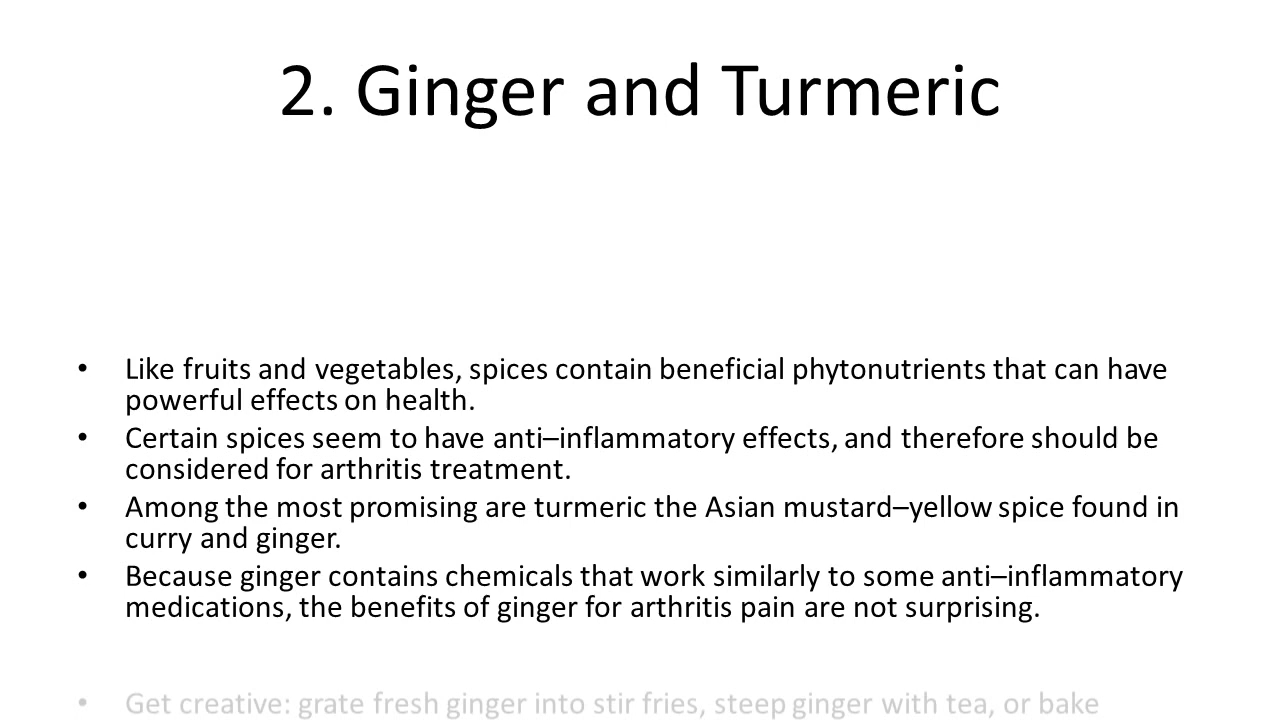 2. Ginger and Turmeric
• Like fruits and vegetables, spices contain beneficial phytonutrients that can have
powerful effects on health.
• Certain spices seem to have anti–inflammatory effects, and therefore should be
considered for arthritis treatment.
• Among the most promising are turmeric the Asian mustard–yellow spice found in
curry and ginger.
• Because ginger contains chemicals that work similarly to some anti–inflammatory
medications, the benefits of ginger for arthritis pain are not surprising.
• Get creative: grate fresh ginger into stir fries, steep ginger with tea, or bake